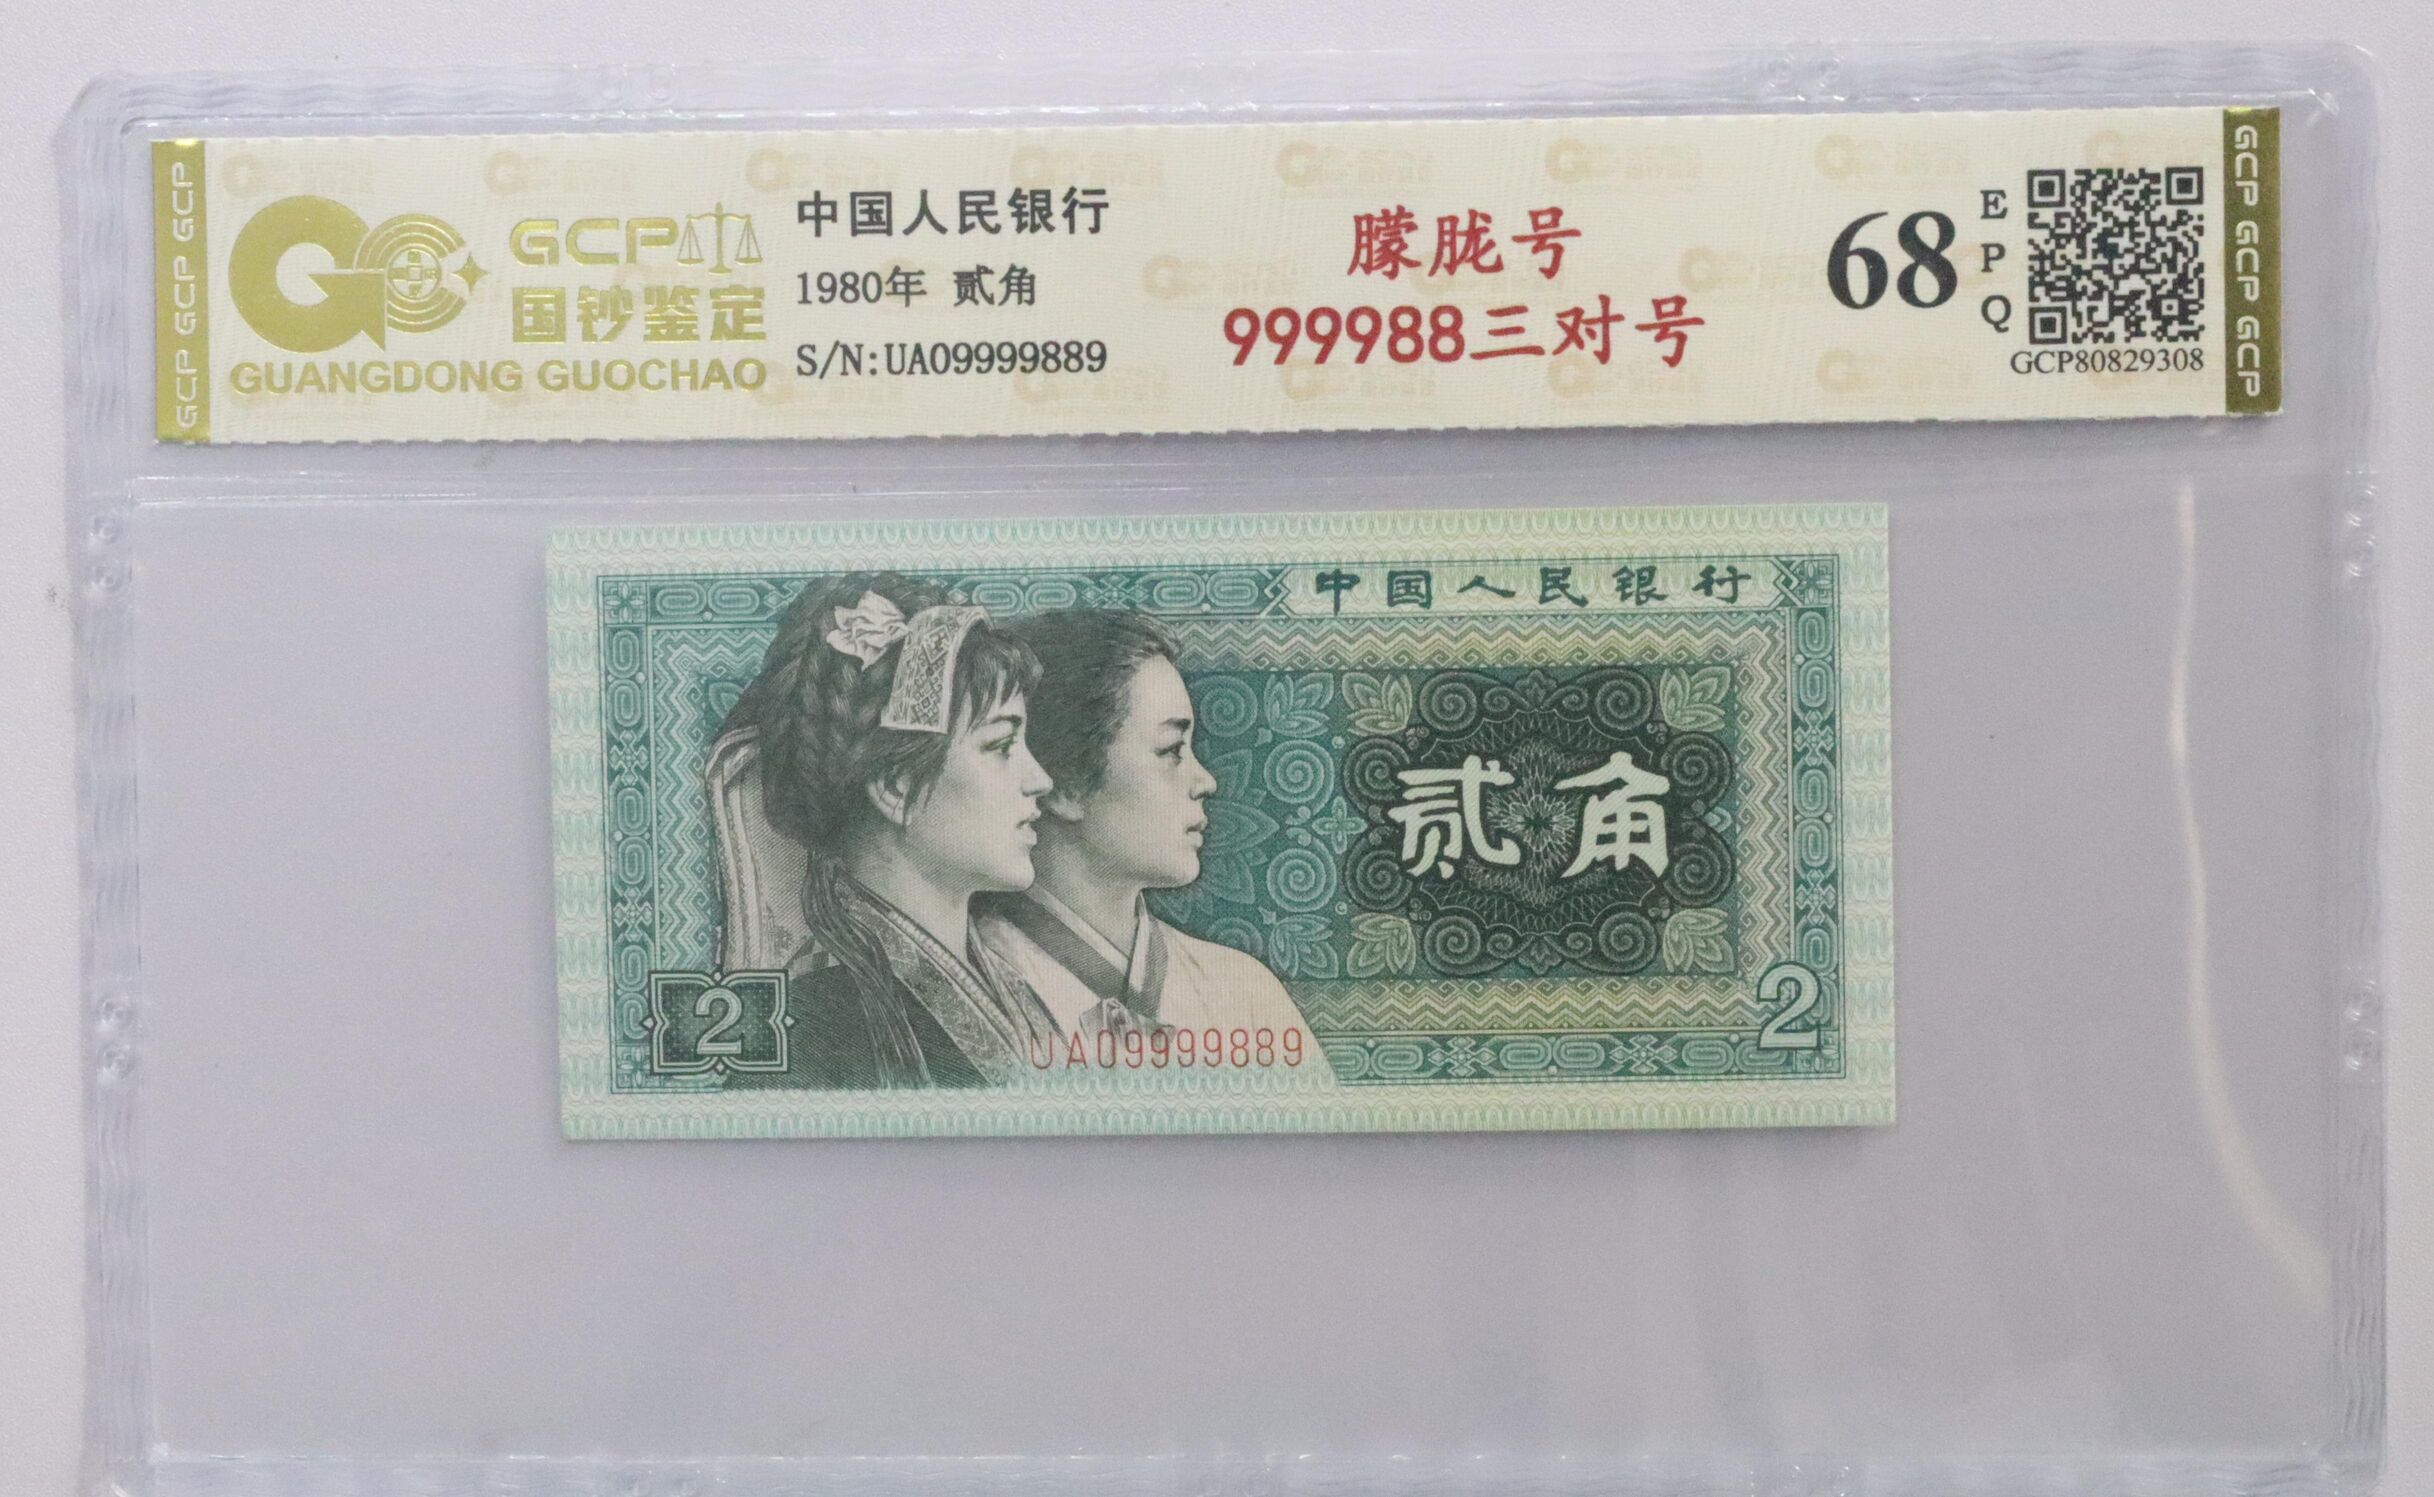 GCP GCP GCP
GCP
国钞鉴定
GUANGDONG GUOCHAO
中国人民银行
1980年 贰角
S/N:UA09999889
朦胧号
999988三对号
68
E
P
Q
GCP80829308
GCP GCP GCP
中国人民银行
贰角
2
UA09999889
2